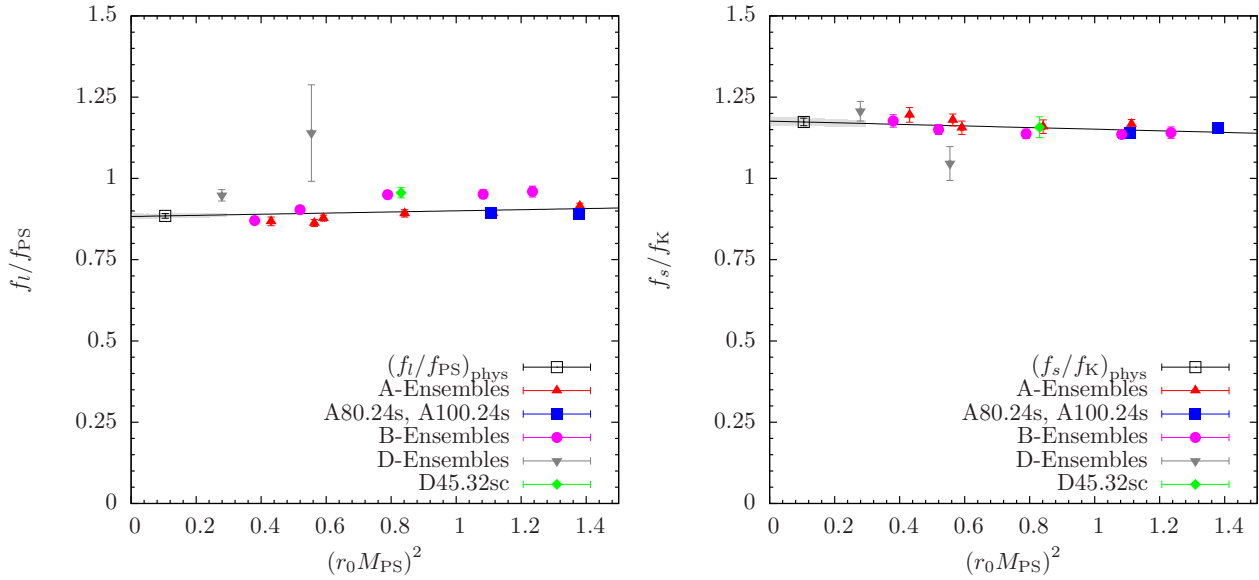 1.5
1.25
1
0.75
0.5
0.25
0
f_l/f_PS
(f_l/f_PS)_phys
A-Ensembles
A80.24s, A100.24s
B-Ensembles
D-Ensembles
D45.32sc
0 0.2 0.4 0.6 0.8 1 1.2 1.4
(r_0 M_PS)^2
1.5
1.25
1
0.75
0.5
0.25
0
f_s/f_K
(f_s/f_K)_phys
A-Ensembles
A80.24s, A100.24s
B-Ensembles
D-Ensembles
D45.32sc
0 0.2 0.4 0.6 0.8 1 1.2 1.4
(r_0 M_PS)^2